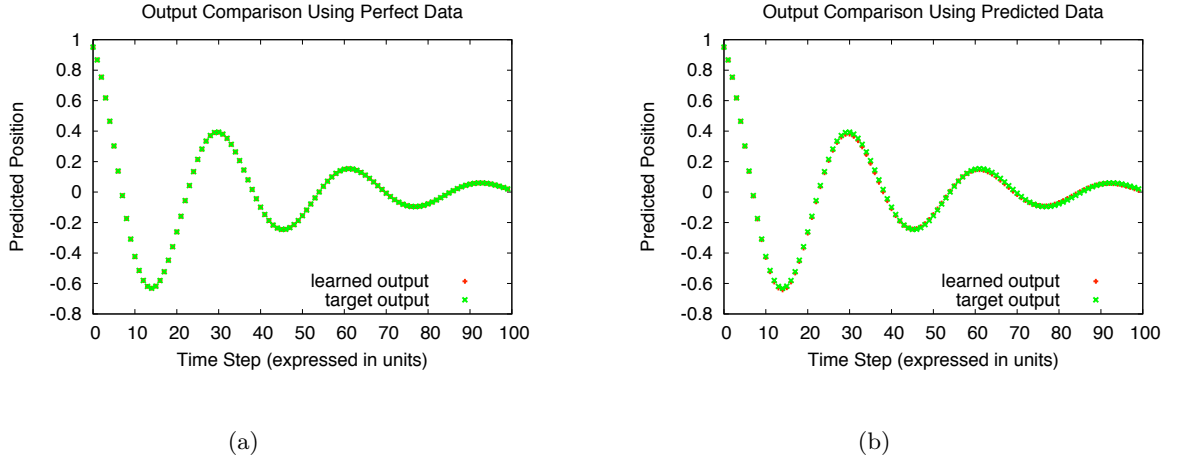 Output Comparison Using Perfect Data
1
0.8
0.6
0.4
0.2
0
-0.2
-0.4
-0.6
-0.8
Predicted Position
learned output
target output
0 10 20 30 40 50 60 70 80 90 100
Time Step (expressed in units)
(a)
Output Comparison Using Predicted Data
1
0.8
0.6
0.4
0.2
0
-0.2
-0.4
-0.6
-0.8
Predicted Position
learned output
target output
0 10 20 30 40 50 60 70 80 90 100
Time Step (expressed in units)
(b)